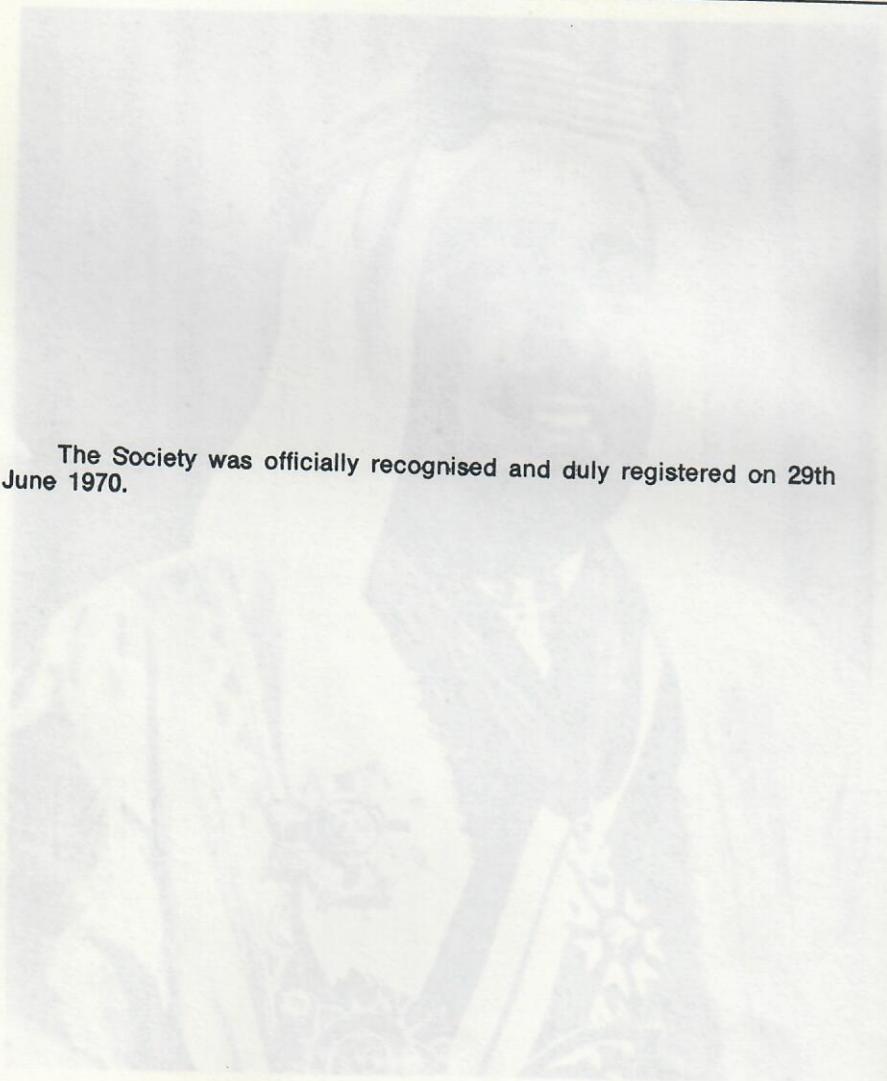 The Society was officially recognised and duly registered on 29th
June 1970.